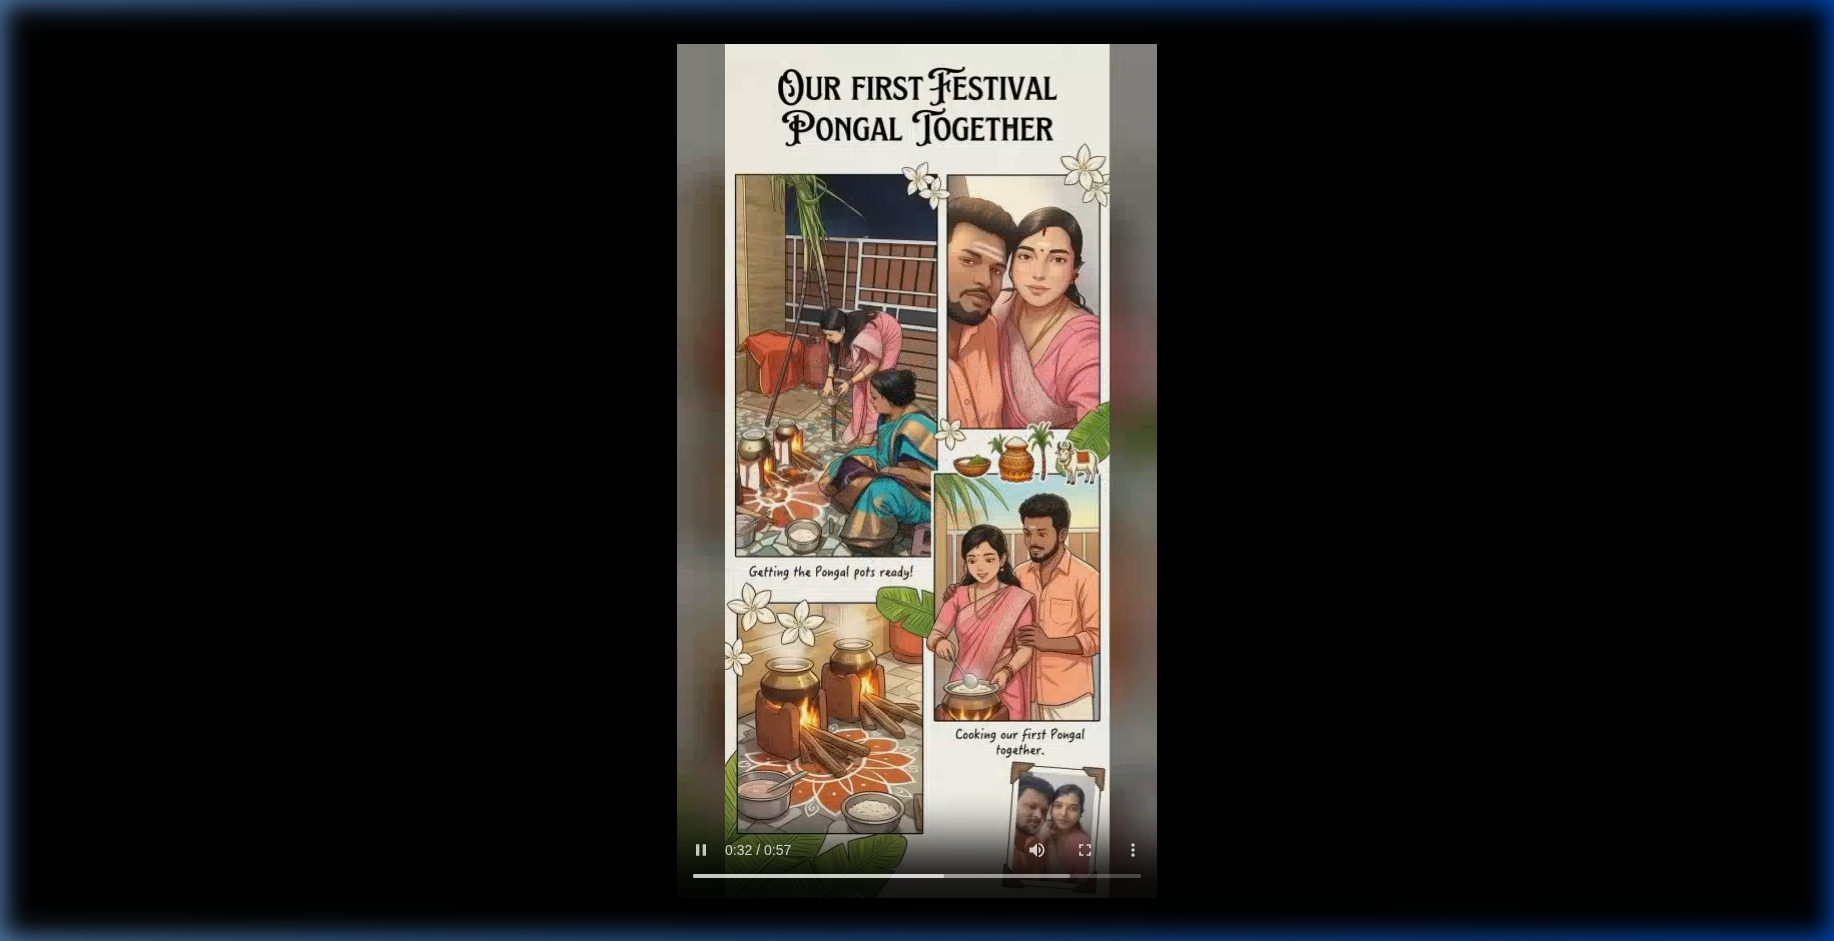 Our first Festival
Pongal Together
Getting the Pongal pots ready!
Cooking our first Pongal
together.
0:32 / 0:57